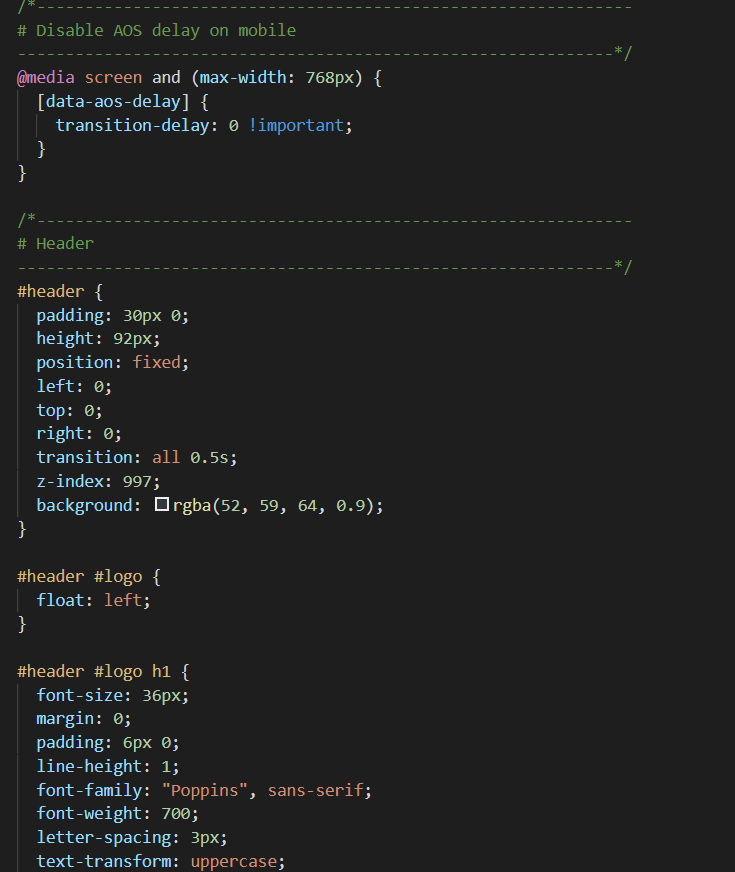 /*--------------------------------------------------------------
# Disable AOS delay on mobile
--------------------------------------------------------------*/
@media screen and (max-width: 768px) {
  [data-aos-delay] {
    transition-delay: 0 !important;
  }
}

/*--------------------------------------------------------------
# Header
--------------------------------------------------------------*/
#header {
  padding: 30px 0;
  height: 92px;
  position: fixed;
  left: 0;
  top: 0;
  right: 0;
  transition: all 0.5s;
  z-index: 997;
  background: rgba(52, 59, 64, 0.9);
}

#header #logo {
  float: left;
}

#header #logo h1 {
  font-size: 36px;
  margin: 0;
  padding: 6px 0;
  line-height: 1;
  font-family: "Poppins", sans-serif;
  font-weight: 700;
  letter-spacing: 3px;
  text-transform: uppercase;